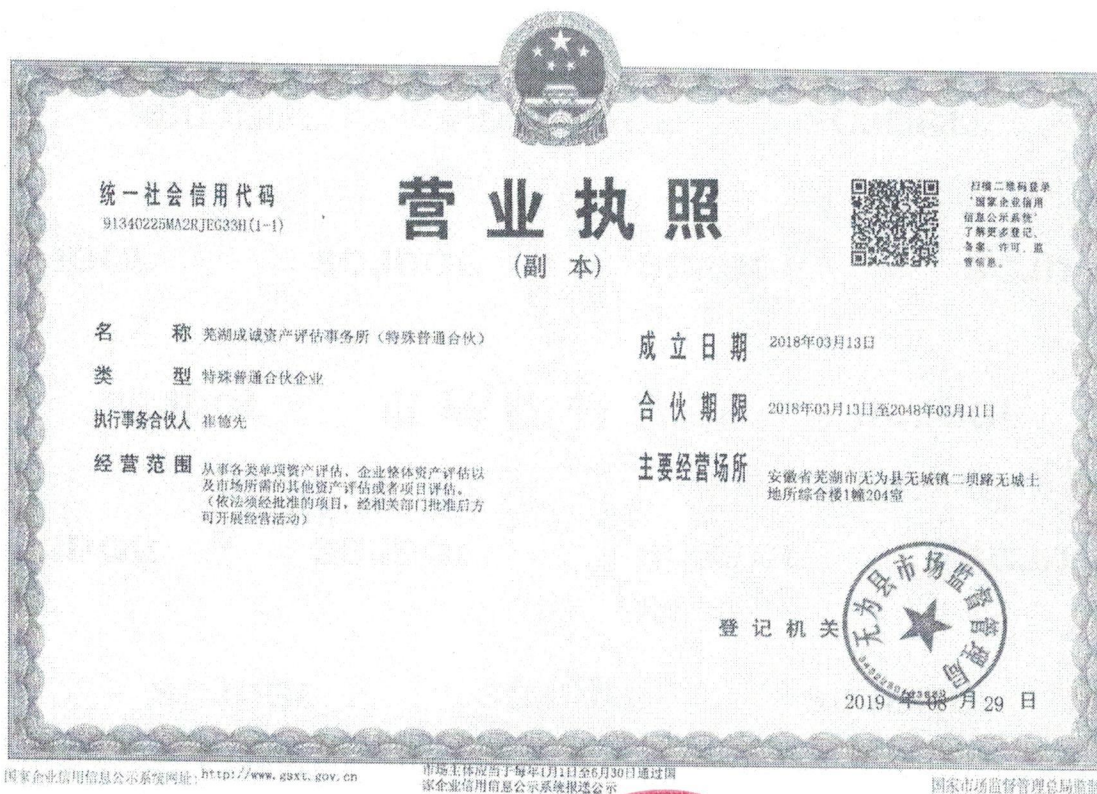 统一社会信用代码
91340225MA2RJEG33H(1-1)
营业执照
(副 本)
扫描二维码登录
"国家企业信用
信息公示系统"
了解更多登记、
备案、许可、监
管信息。
名 称 芜湖成诚资产评估事务所（特殊普通合伙）
类 型 特殊普通合伙企业
执行事务合伙人 崔德先
经营范围 从事各类单项资产评估、企业整体资产评估以
及市场所需的其他资产评估或者项目评估。
（依法须经批准的项目，经相关部门批准后方
可开展经营活动）
成立日期 2018年03月13日
合伙期限 2018年03月13日至2048年03月11日
主要经营场所 安徽省芜湖市无为县无城镇二坝路无城土
地所综合楼1幢204室
登记机关
无为县市场监督管理局
2019 年 08 月 29 日
国家企业信用信息公示系统网址：http://www.gsxt.gov.cn
市场主体应当于每年1月1日至6月30日通过国
家企业信用信息公示系统报送公示
国家市场监督管理总局监